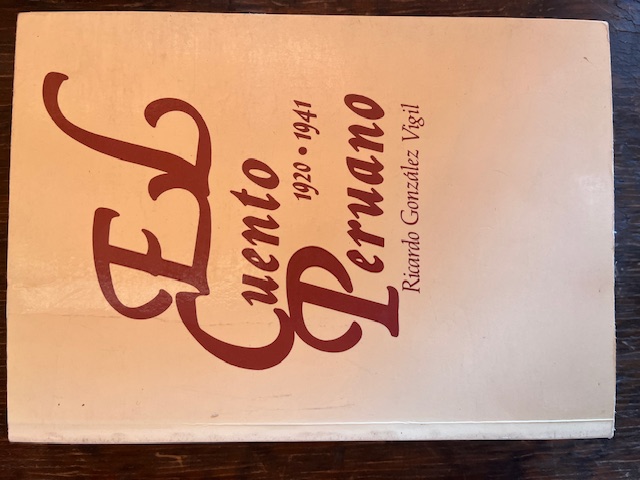 El
Cuento
1920 • 1941
Peruano
Ricardo González Vigil